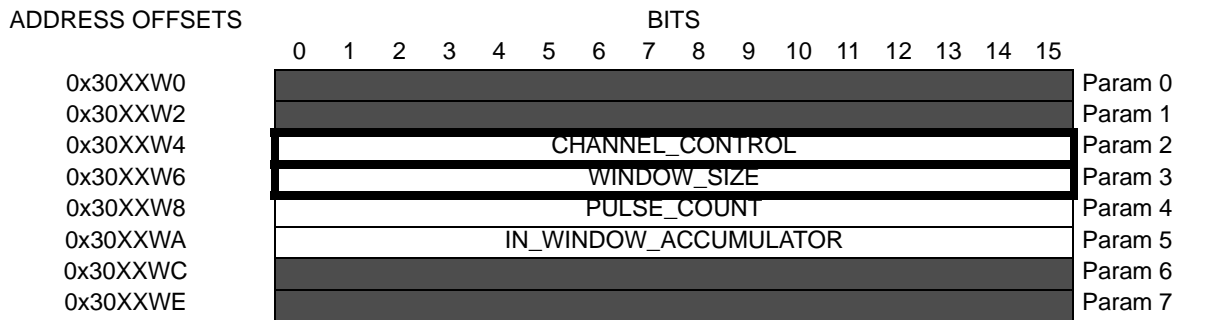 ADDRESS OFFSETS BITS
0 1 2 3 4 5 6 7 8 9 10 11 12 13 14 15
0x30XXW0 Param 0
0x30XXW2 Param 1
0x30XXW4 CHANNEL_CONTROL Param 2
0x30XXW6 WINDOW_SIZE Param 3
0x30XXW8 PULSE_COUNT Param 4
0x30XXWA IN_WINDOW_ACCUMULATOR Param 5
0x30XXWC Param 6
0x30XXWE Param 7